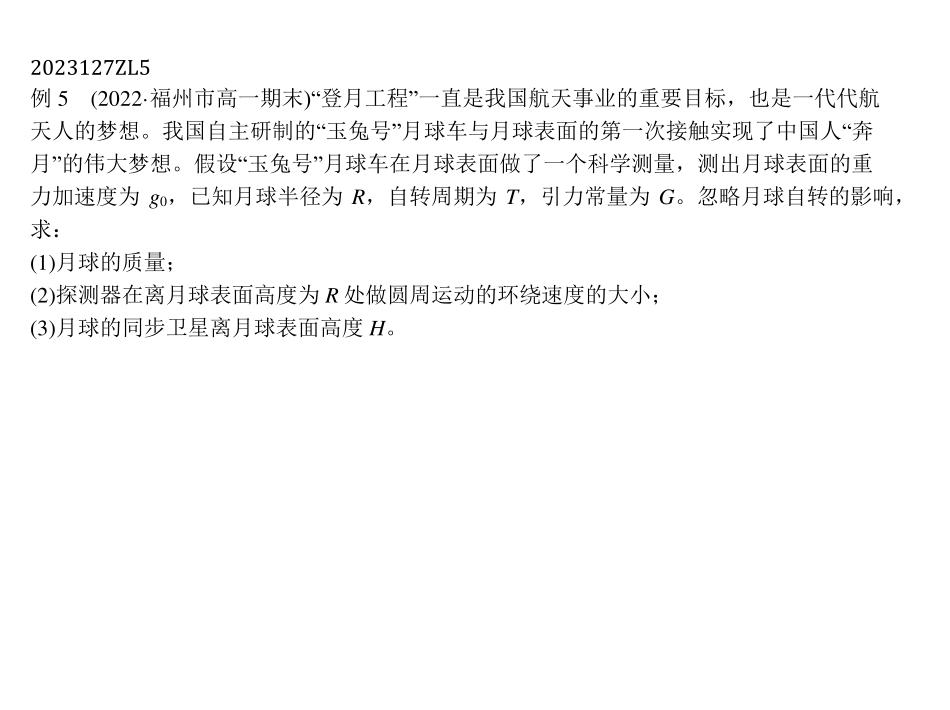 2023127ZL5
例 5 (2022·福州市高一期末)“登月工程”一直是我国航天事业的重要目标，也是一代代航
天人的梦想。我国自主研制的“玉兔号”月球车与月球表面的第一次接触实现了中国人“奔
月”的伟大梦想。假设“玉兔号”月球车在月球表面做了一个科学测量，测出月球表面的重
力加速度为 g₀，已知月球半径为 R，自转周期为 T，引力常量为 G。忽略月球自转的影响，
求：
(1)月球的质量；
(2)探测器在离月球表面高度为 R 处做圆周运动的环绕速度的大小；
(3)月球的同步卫星离月球表面高度 H。